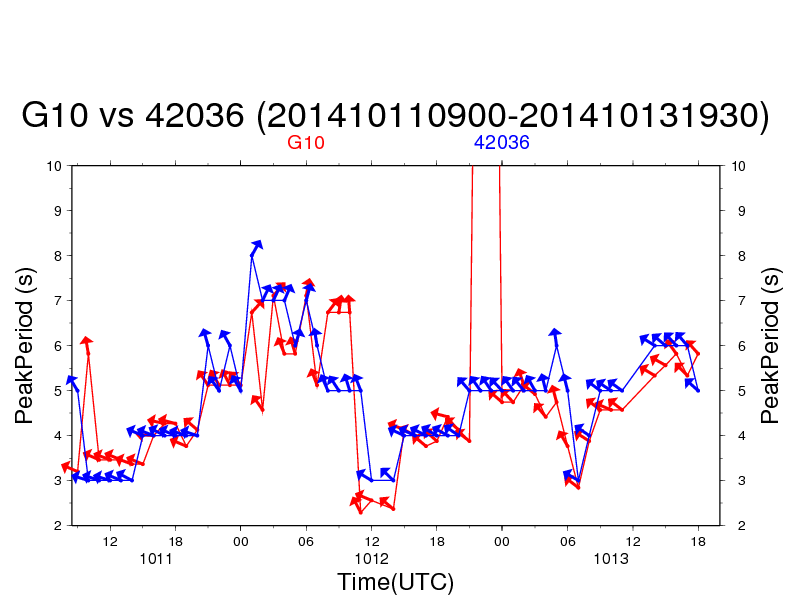 G10 vs 42036 (201410110900-201410131930)
G10 42036
10 10
9 9
8 8
7 7
6 6
5 5
4 4
3 3
2 2
PeakPeriod (s)
PeakPeriod (s)
12 18 00 06 12 18 00 06 12 18
1011 1012 1013
Time(UTC)